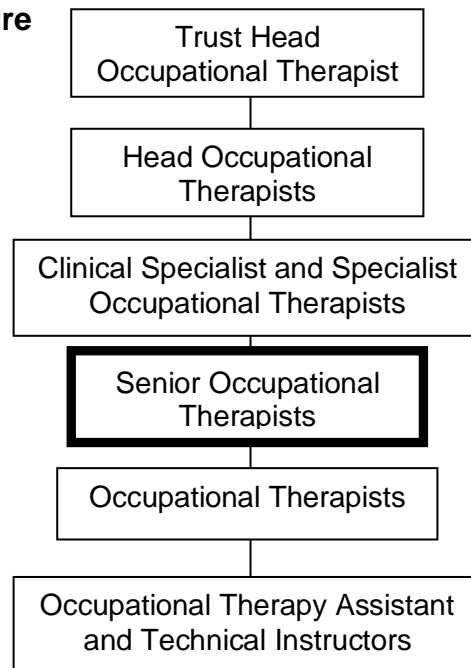 ure
Trust Head
Occupational Therapist
Head Occupational
Therapists
Clinical Specialist and Specialist
Occupational Therapists
Senior Occupational
Therapists
Occupational Therapists
Occupational Therapy Assistant
and Technical Instructors